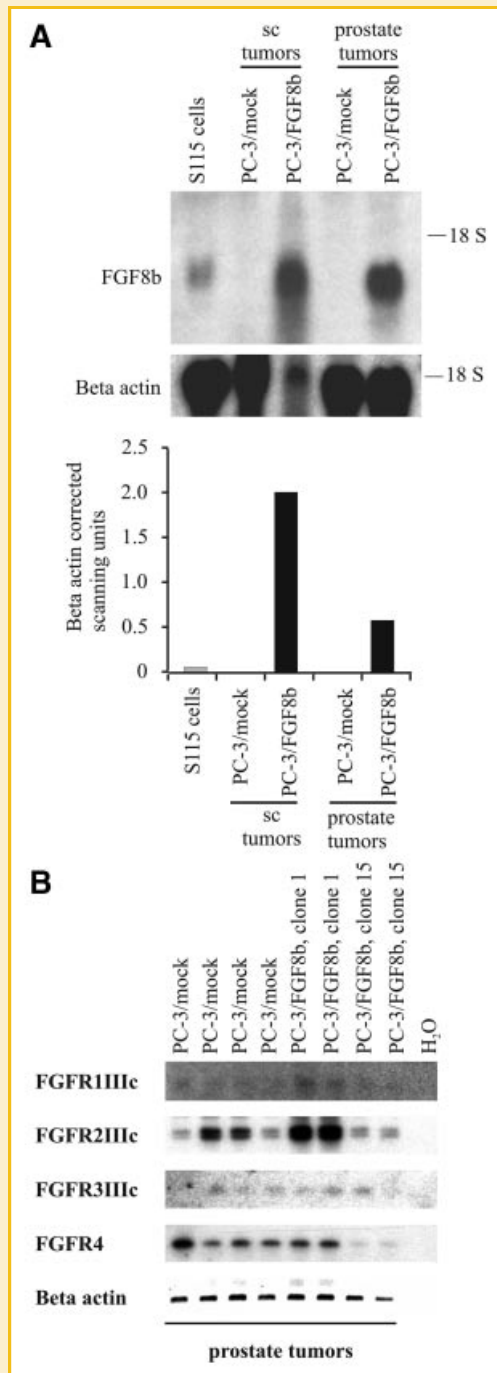 A
sc
tumors
prostate
tumors
S115 cells
PC-3/mock
PC-3/FGF8b
PC-3/mock
PC-3/FGF8b
FGF8b
—18 S
Beta actin
—18 S
Beta actin corrected
scanning units
2.5
2.0
1.5
1.0
0.5
0
S115 cells
PC-3/mock
PC-3/FGF8b
PC-3/mock
PC-3/FGF8b
sc
tumors
prostate
tumors
B
PC-3/mock
PC-3/mock
PC-3/mock
PC-3/mock
PC-3/FGF8b, clone 1
PC-3/FGF8b, clone 1
PC-3/FGF8b, clone 15
PC-3/FGF8b, clone 15
H₂O
FGFR1IIIc
FGFR2IIIc
FGFR3IIIc
FGFR4
Beta actin
prostate tumors